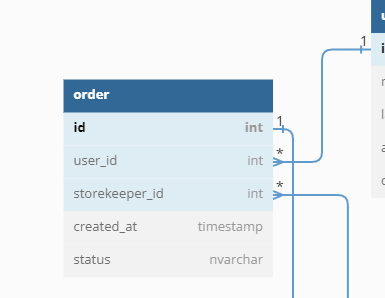 order
id int
user_id int
storekeeper_id int
created_at timestamp
status nvarchar
1
*
*
1